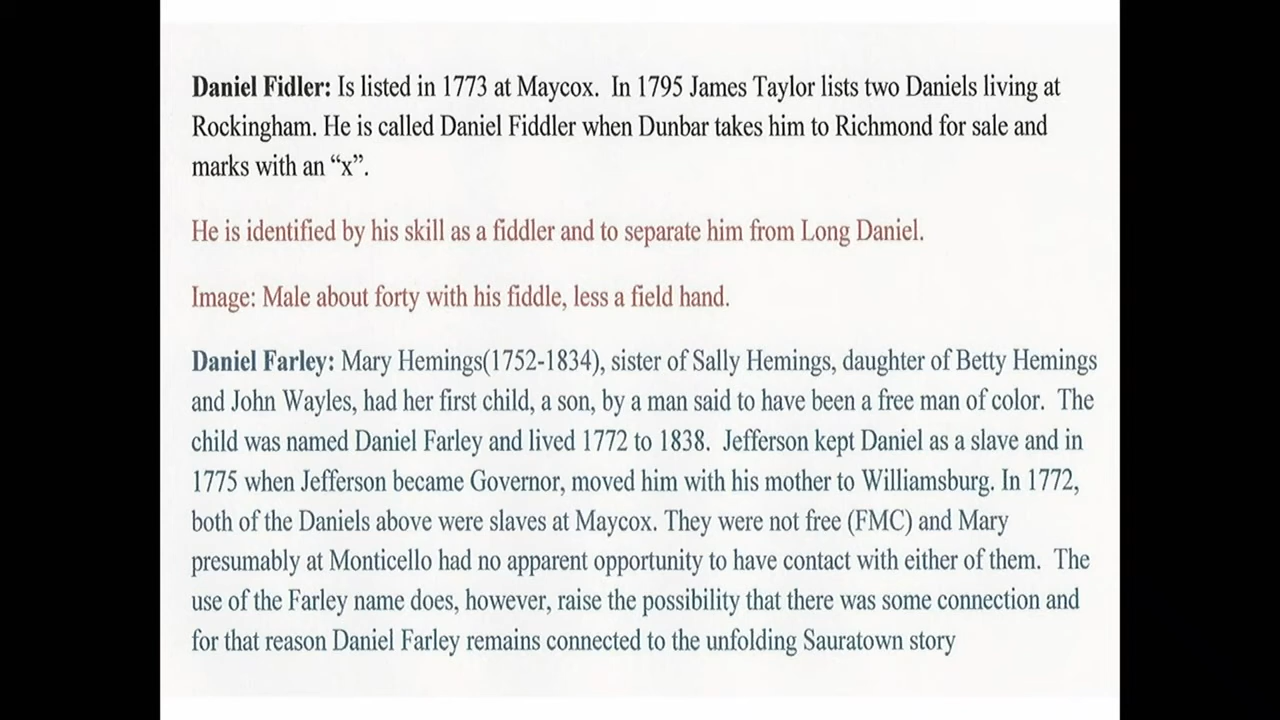 Daniel Fidler: Is listed in 1773 at Maycox.  In 1795 James Taylor lists two Daniels living at
Rockingham. He is called Daniel Fiddler when Dunbar takes him to Richmond for sale and
marks with an “x”.
He is identified by his skill as a fiddler and to separate him from Long Daniel.
Image: Male about forty with his fiddle, less a field hand.
Daniel Farley: Mary Hemings(1752-1834), sister of Sally Hemings, daughter of Betty Hemings
and John Wayles, had her first child, a son, by a man said to have been a free man of color.  The
child was named Daniel Farley and lived 1772 to 1838.  Jefferson kept Daniel as a slave and in
1775 when Jefferson became Governor, moved him with his mother to Williamsburg. In 1772,
both of the Daniels above were slaves at Maycox. They were not free (FMC) and Mary
presumably at Monticello had no apparent opportunity to have contact with either of them.  The
use of the Farley name does, however, raise the possibility that there was some connection and
for that reason Daniel Farley remains connected to the unfolding Sauratown story